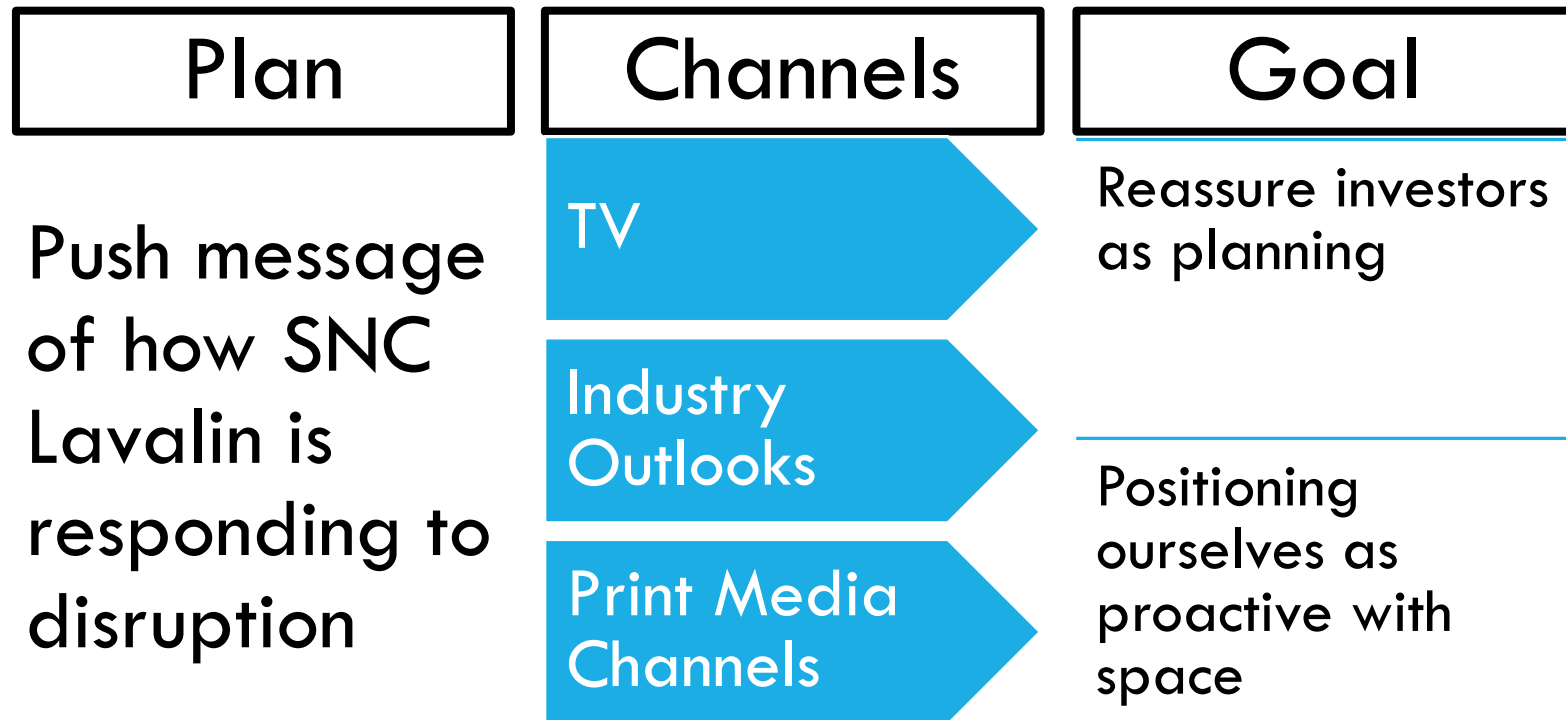 Plan
Push message
of how SNC
Lavalin is
responding to
disruption
Channels
TV
Industry
Outlooks
Print Media
Channels
Goal
Reassure investors
as planning
Positioning
ourselves as
proactive with
space